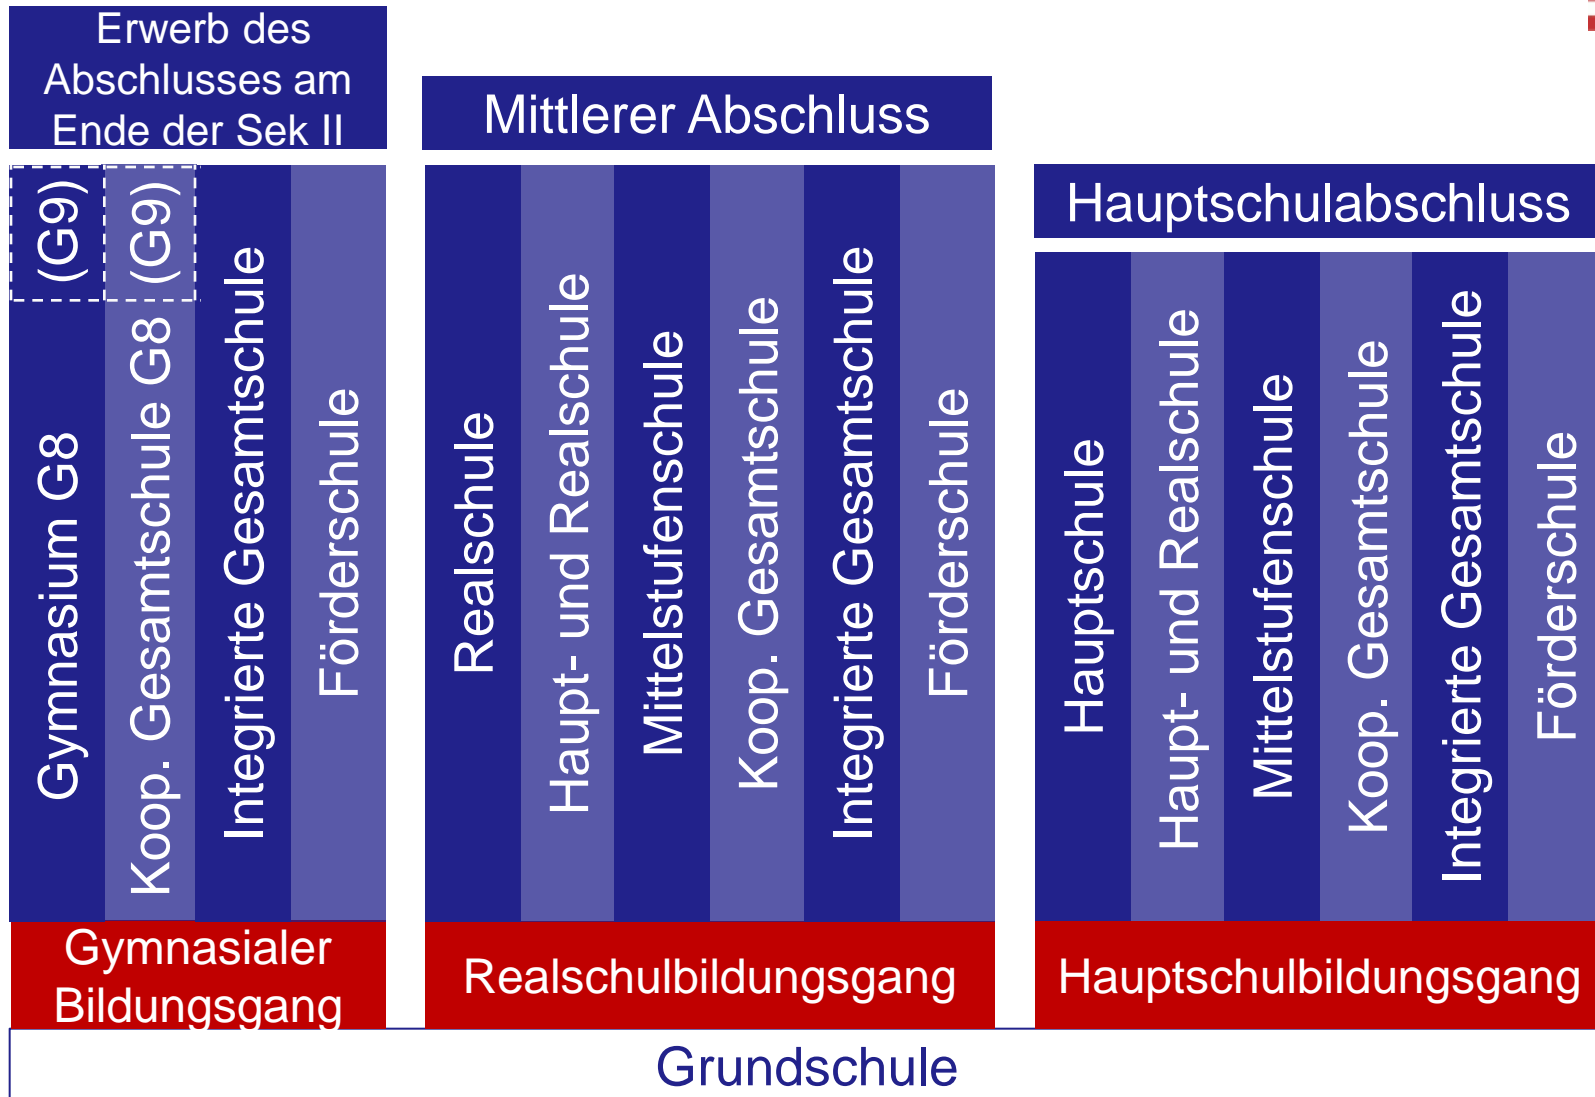 Erwerb des
Abschlusses am
Ende der Sek II
Mittlerer Abschluss
Hauptschulabschluss
Gymnasium G8 (G9)
Koop. Gesamtschule G8 (G9)
Integrierte Gesamtschule
Förderschule
Realschule
Haupt- und Realschule
Mittelstufenschule
Koop. Gesamtschule
Integrierte Gesamtschule
Förderschule
Hauptschule
Haupt- und Realschule
Mittelstufenschule
Koop. Gesamtschule
Integrierte Gesamtschule
Förderschule
Gymnasialer
Bildungsgang
Realschulbildungsgang
Hauptschulbildungsgang
Grundschule